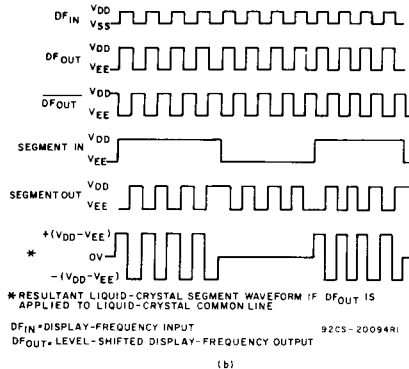 DF IN VDD
VSS
DF OUT VDD
VEE
DF OUT VDD
VEE
SEGMENT IN VDD
VEE
SEGMENT OUT VDD
VEE
+(VDD-VEE)
* OV
-(VDD-VEE)
*RESULTANT LIQUID-CRYSTAL SEGMENT WAVEFORM IF DFOUT IS
APPLIED TO LIQUID-CRYSTAL COMMON LINE
DFIN=DISPLAY-FREQUENCY INPUT 92CS-20094RI
DFOUT=LEVEL-SHIFTED DISPLAY-FREQUENCY OUTPUT
(b)